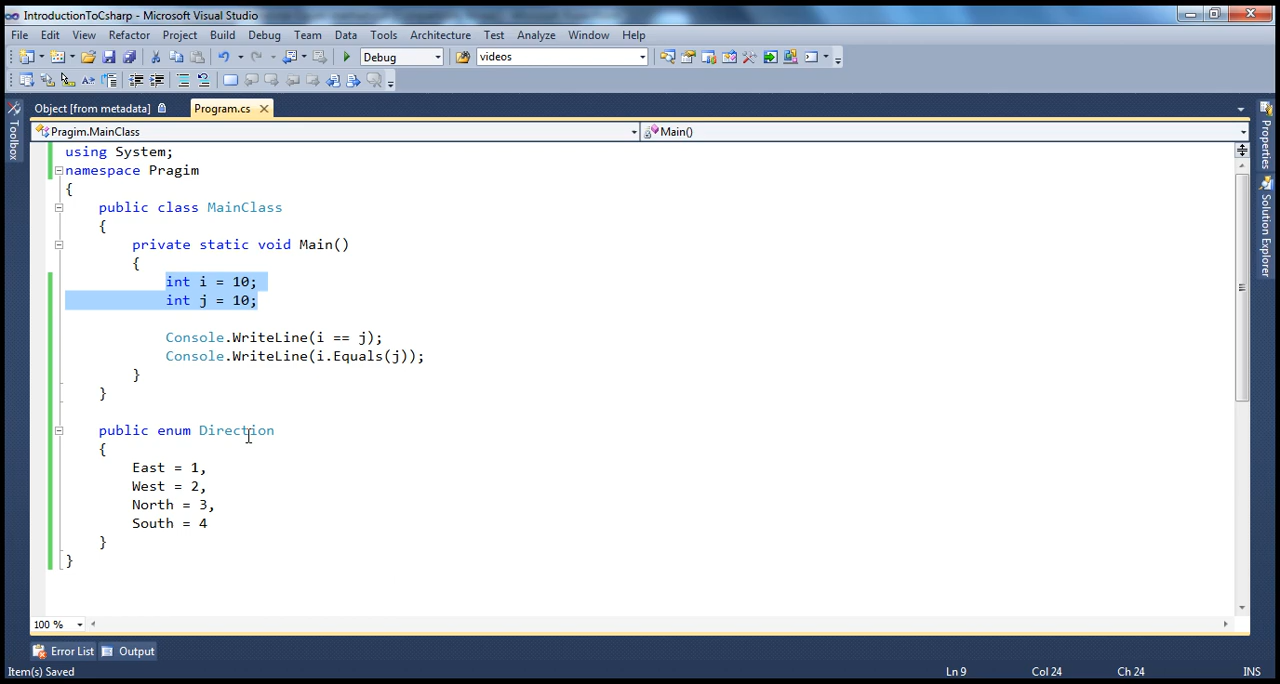 IntroductionToCsharp - Microsoft Visual Studio
File Edit View Refactor Project Build Debug Team Data Tools Architecture Test Analyze Window Help
Debug videos
Object [from metadata] Program.cs
Toolbox
Properties
Solution Explorer
Pragim.MainClass Main()
using System;
namespace Pragim
{
public class MainClass
{
private static void Main()
{
int i = 10;
int j = 10;
Console.WriteLine(i == j);
Console.WriteLine(i.Equals(j));
}
}
public enum Direction
{
East = 1,
West = 2,
North = 3,
South = 4
}
}
100 %
Error List Output
Item(s) Saved Ln 9 Col 24 Ch 24 INS